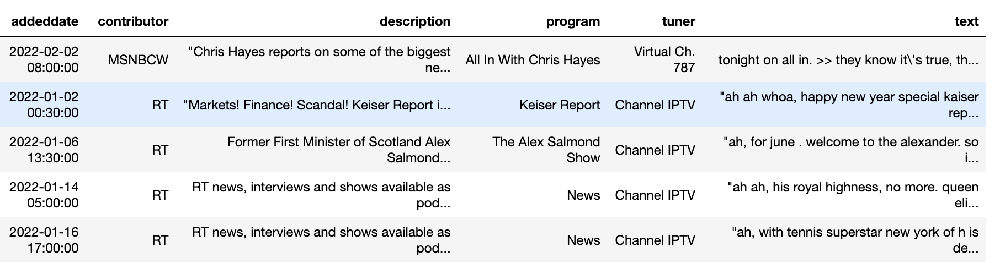 addeddate contributor description program tuner text
2022-02-02 08:00:00 MSNBCW "Chris Hayes reports on some of the biggest ne... All In With Chris Hayes Virtual Ch. 787 tonight on all in. >> they know it\'s true, th...
2022-01-02 00:30:00 RT "Markets! Finance! Scandal! Keiser Report i... Keiser Report Channel IPTV "ah ah whoa, happy new year special kaiser rep...
2022-01-06 13:30:00 RT Former First Minister of Scotland Alex Salmond... The Alex Salmond Show Channel IPTV "ah, for june . welcome to the alexander. so i...
2022-01-14 05:00:00 RT RT news, interviews and shows available as pod... News Channel IPTV "ah ah, his royal highness, no more. queen eli...
2022-01-16 17:00:00 RT RT news, interviews and shows available as pod... News Channel IPTV "ah, with tennis superstar new york of h is de...